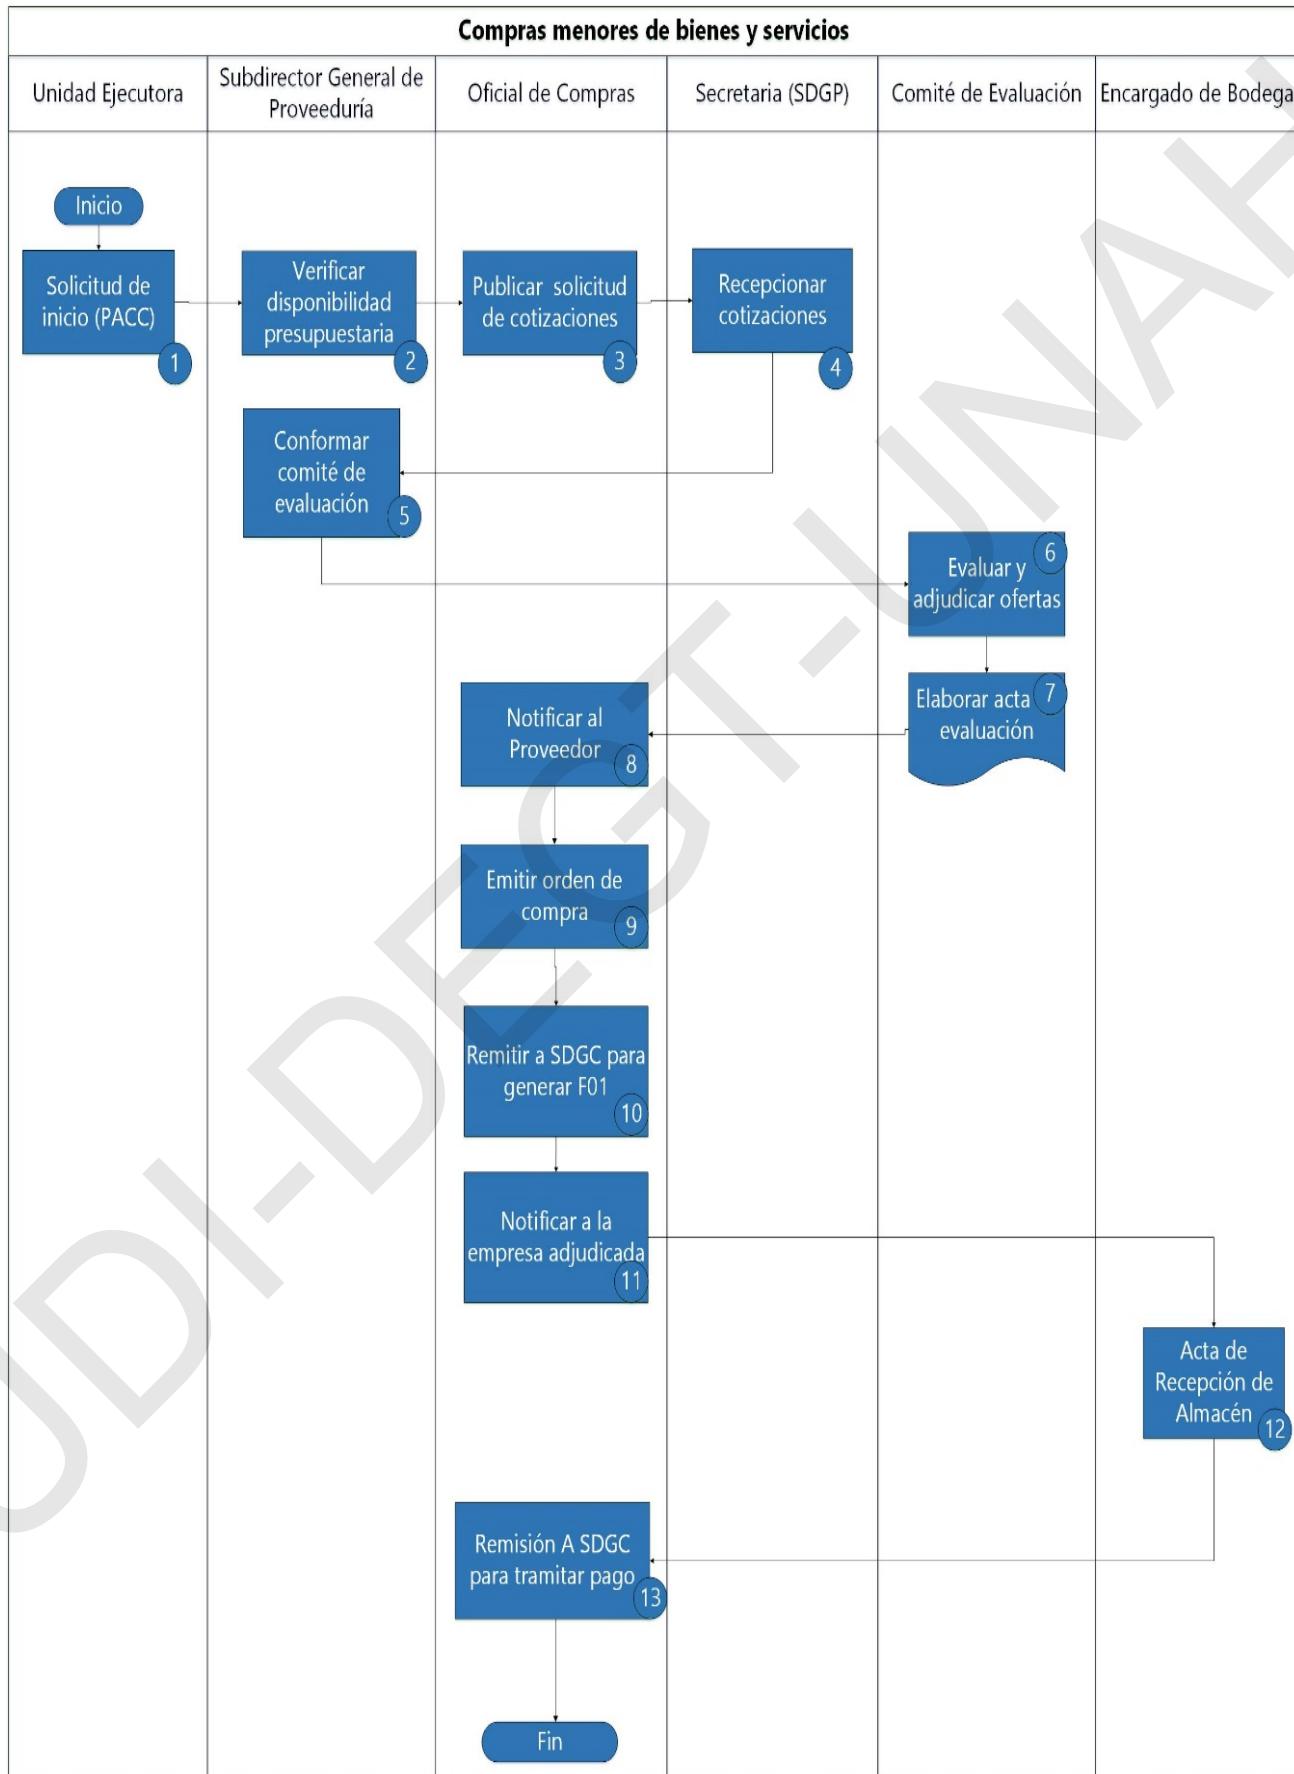 Compras menores de bienes y servicios
Unidad Ejecutora
Subdirector General de
Proveeduría
Oficial de Compras
Secretaria (SDGP)
Comité de Evaluación
Encargado de Bodega
Inicio
Solicitud de
inicio (PACC)
1
Verificar
disponibilidad
presupuestaria
2
Publicar solicitud
de cotizaciones
3
Recepcionar
cotizaciones
4
Conformar
comité de
evaluación
5
6
Evaluar y
adjudicar ofertas
Elaborar acta
7
evaluación
Notificar al
Proveedor
8
Emitir orden de
compra
9
Remitir a SDGC para
generar F01
10
Notificar a la
empresa adjudicada
11
Acta de
Recepción de
Almacén
12
Remisión A SDGC
para tramitar pago
13
Fin
UDI-DEGT-UNAH